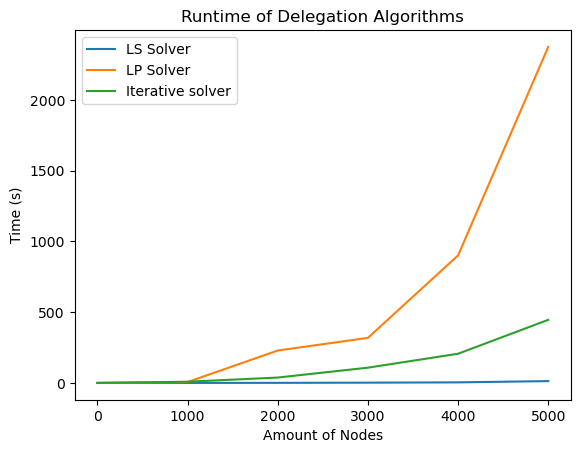 Runtime of Delegation Algorithms
LS Solver
LP Solver
Iterative solver
Time (s)
2000
1500
1000
500
0
0 1000 2000 3000 4000 5000
Amount of Nodes